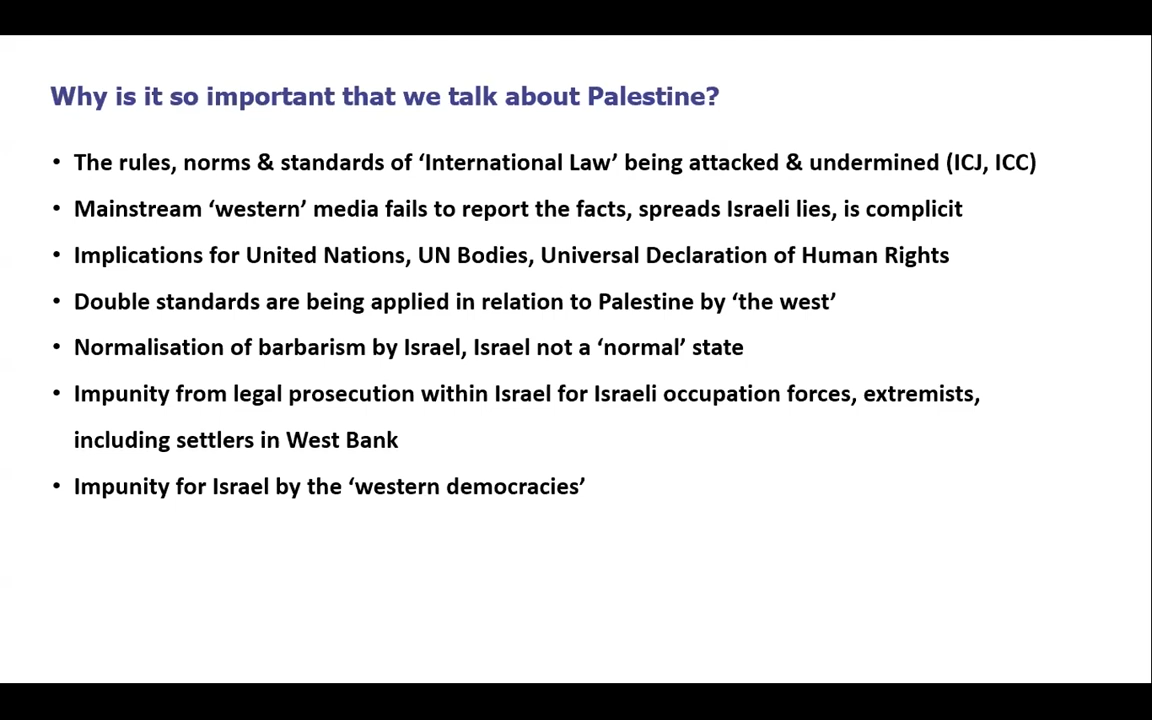 Why is it so important that we talk about Palestine?
• The rules, norms & standards of ‘International Law’ being attacked & undermined (ICJ, ICC)
• Mainstream ‘western’ media fails to report the facts, spreads Israeli lies, is complicit
• Implications for United Nations, UN Bodies, Universal Declaration of Human Rights
• Double standards are being applied in relation to Palestine by ‘the west’
• Normalisation of barbarism by Israel, Israel not a ‘normal’ state
• Impunity from legal prosecution within Israel for Israeli occupation forces, extremists,
including settlers in West Bank
• Impunity for Israel by the ‘western democracies’